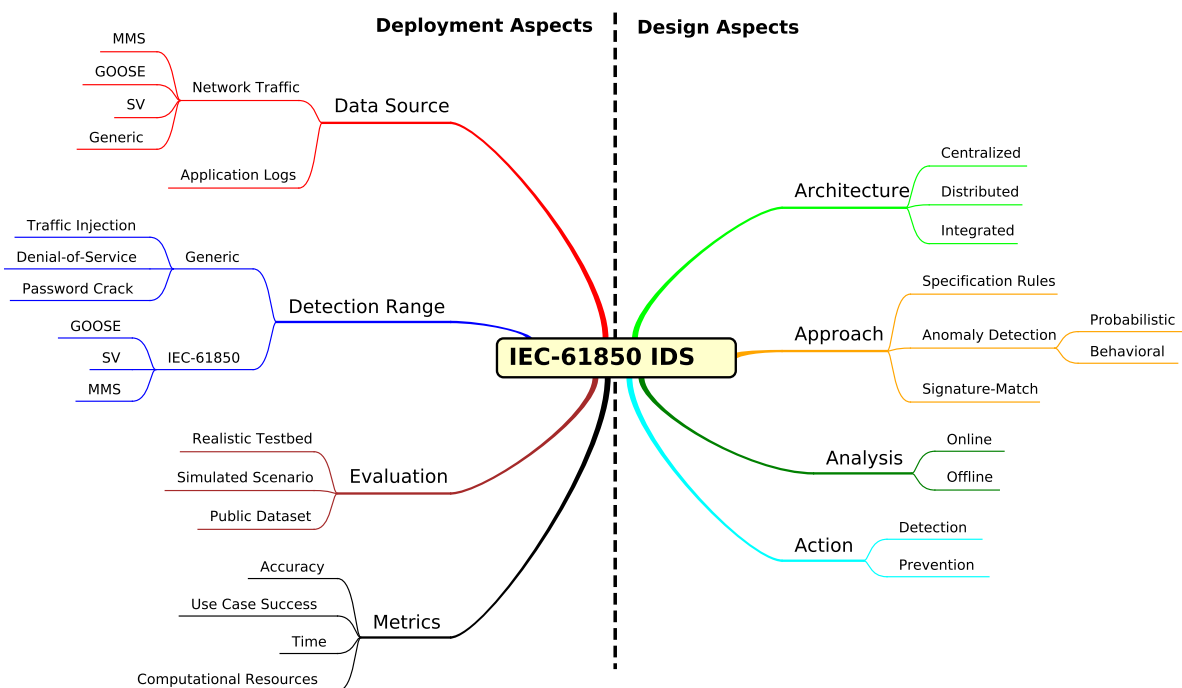 Deployment Aspects
Design Aspects
MMS
GOOSE
SV
Generic
Network Traffic
Application Logs
Data Source
Traffic Injection
Denial-of-Service
Password Crack
Generic
GOOSE
SV
MMS
IEC-61850
Detection Range
Realistic Testbed
Simulated Scenario
Public Dataset
Evaluation
Accuracy
Use Case Success
Time
Computational Resources
Metrics
IEC-61850 IDS
Architecture
Centralized
Distributed
Integrated
Approach
Specification Rules
Anomaly Detection
Probabilistic
Behavioral
Signature-Match
Analysis
Online
Offline
Action
Detection
Prevention